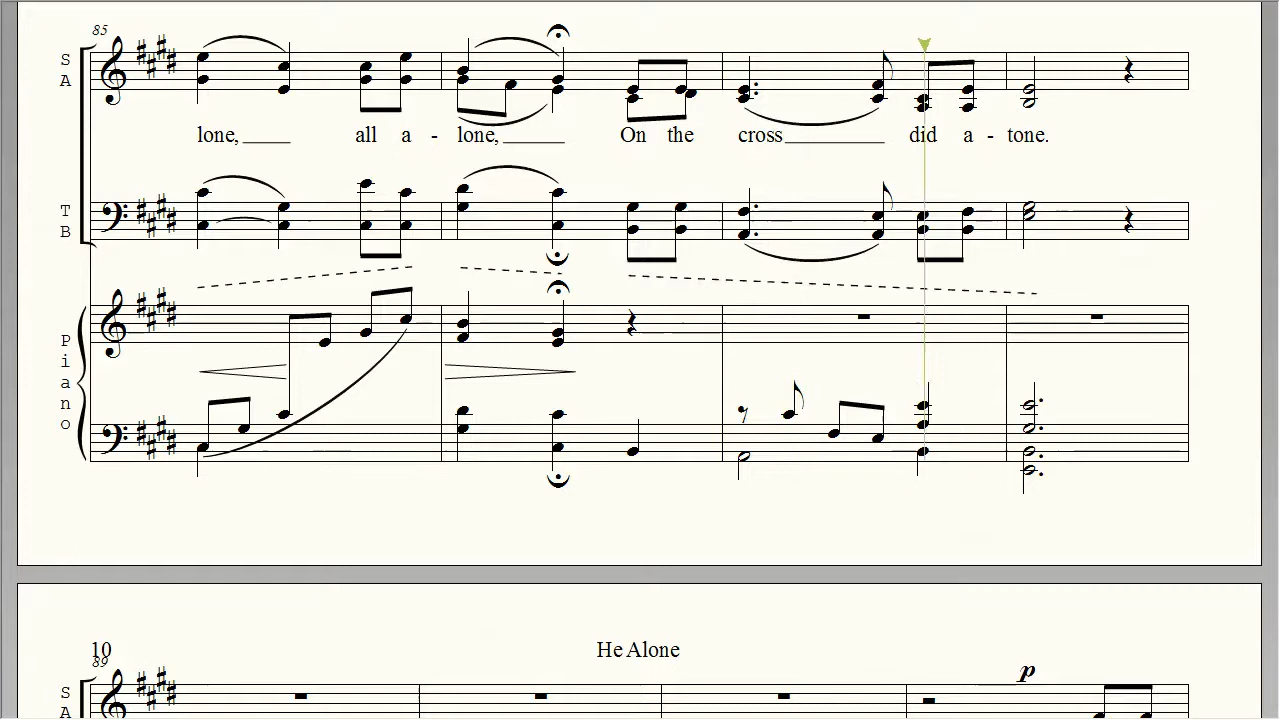 85
S
A
lone, all a - lone, On the cross did a - tone.
T
B
P
i
a
n
o
10
He Alone
89
p
S
A